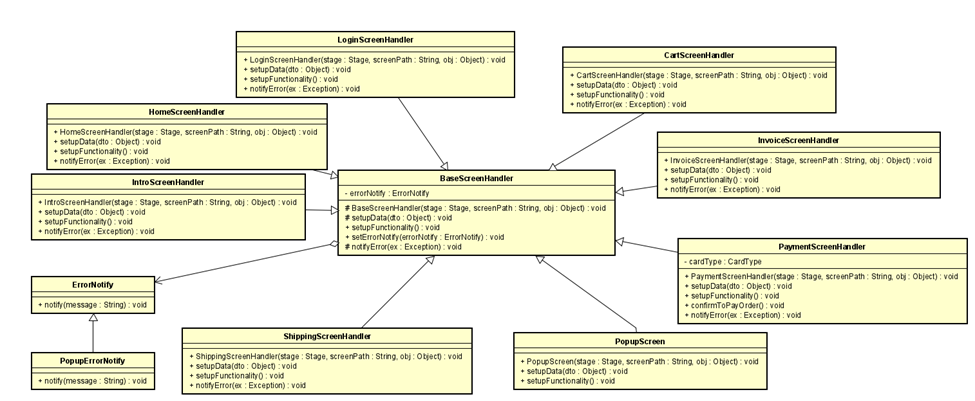 LoginScreenHandler
+ LoginScreenHandler(stage : Stage, screenPath : String, obj : Object) : void
+ setupData(dto : Object) : void
+ setupFunctionality() : void
+ notifyError(ex : Exception) : void
CartScreenHandler
+ CartScreenHandler(stage : Stage, screenPath : String, obj : Object) : void
+ setupData(dto : Object) : void
+ setupFunctionality() : void
+ notifyError(ex : Exception) : void
HomeScreenHandler
+ HomeScreenHandler(stage : Stage, screenPath : String, obj : Object) : void
+ setupData(dto : Object) : void
+ setupFunctionality() : void
+ notifyError(ex : Exception) : void
InvoiceScreenHandler
+ InvoiceScreenHandler(stage : Stage, screenPath : String, obj : Object) : void
+ setupData(dto : Object) : void
+ setupFunctionality() : void
+ notifyError(ex : Exception) : void
IntroScreenHandler
+ IntroScreenHandler(stage : Stage, screenPath : String, obj : Object) : void
+ setupData(dto : Object) : void
+ setupFunctionality() : void
+ notifyError(ex : Exception) : void
BaseScreenHandler
- errorNotify : ErrorNotify
# BaseScreenHandler(stage : Stage, screenPath : String, obj : Object) : void
# setupData(dto : Object) : void
+ setupFunctionality() : void
+ setErrorNotify(errorNotify : ErrorNotify) : void
# notifyError(ex : Exception) : void
PaymentScreenHandler
- cardType : CardType
+ PaymentScreenHandler(stage : Stage, screenPath : String, obj : Object) : void
+ setupData(dto : Object) : void
+ setupFunctionality() : void
+ confirmToPayOrder() : void
+ notifyError(ex : Exception) : void
ErrorNotify
+ notify(message : String) : void
PopupErrorNotify
+ notify(message : String) : void
ShippingScreenHandler
+ ShippingScreenHandler(stage : Stage, screenPath : String, obj : Object) : void
+ setupData(dto : Object) : void
+ setupFunctionality() : void
+ notifyError(ex : Exception) : void
PopupScreen
+ PopupScreen(stage : Stage, screenPath : String, obj : Object) : void
+ setupData(dto : Object) : void
+ setupFunctionality() : void